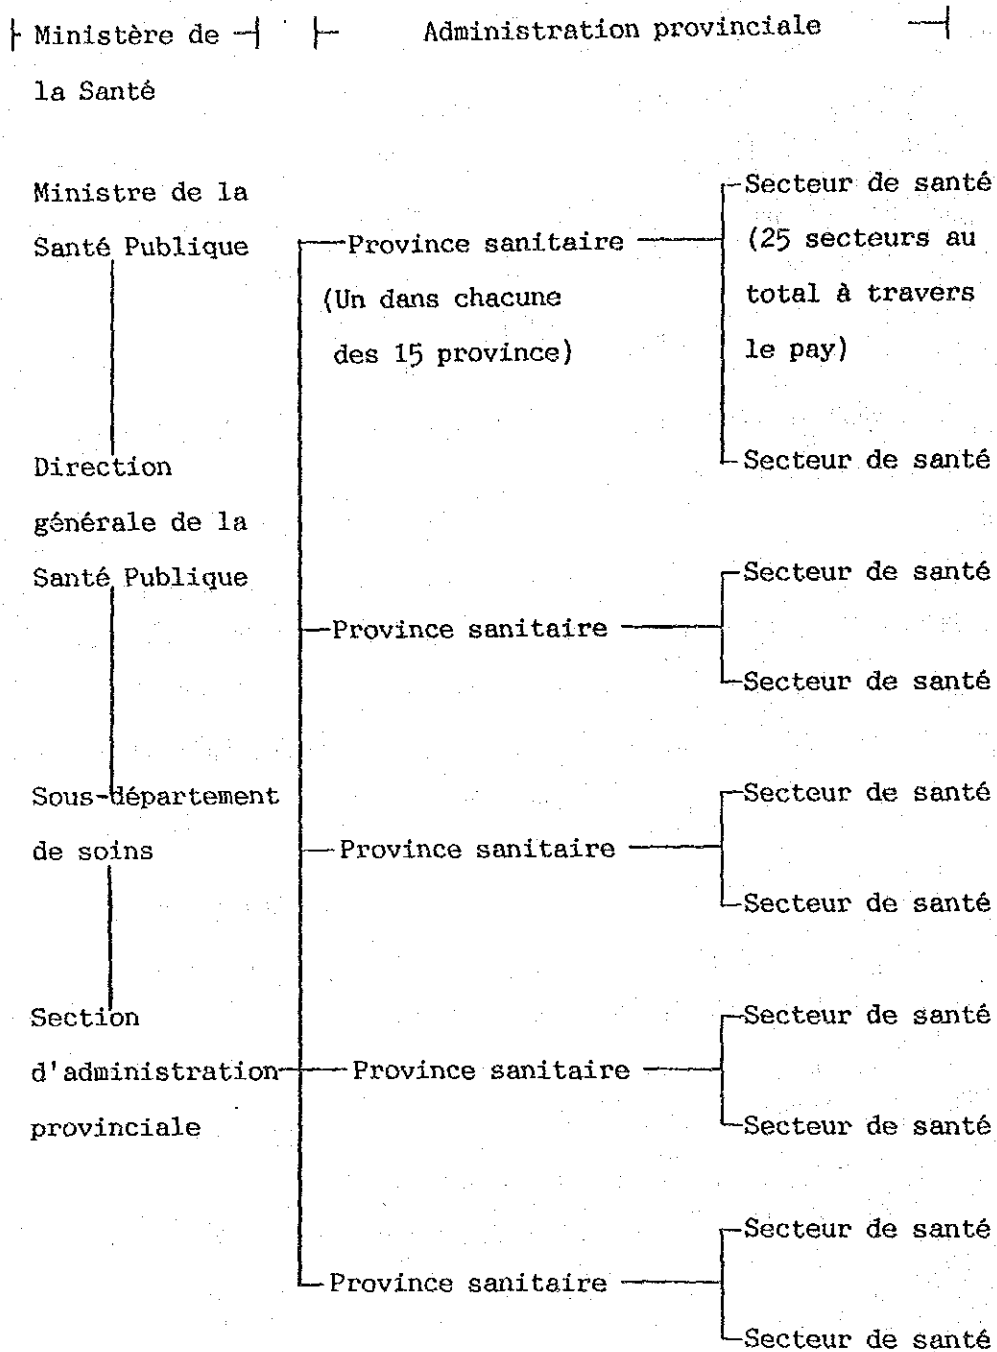 Ministère de
la Santé
Administration provinciale
Ministre de la
Santé Publique
Direction
générale de la
Santé Publique
Sous-département
de soins
Section
d'administration
provinciale
Province sanitaire
(Un dans chacune
des 15 province)
Secteur de santé
(25 secteurs au
total à travers
le pay)
Secteur de santé
Province sanitaire
Secteur de santé
Secteur de santé
Province sanitaire
Secteur de santé
Secteur de santé
Province sanitaire
Secteur de santé
Secteur de santé
Province sanitaire
Secteur de santé
Secteur de santé